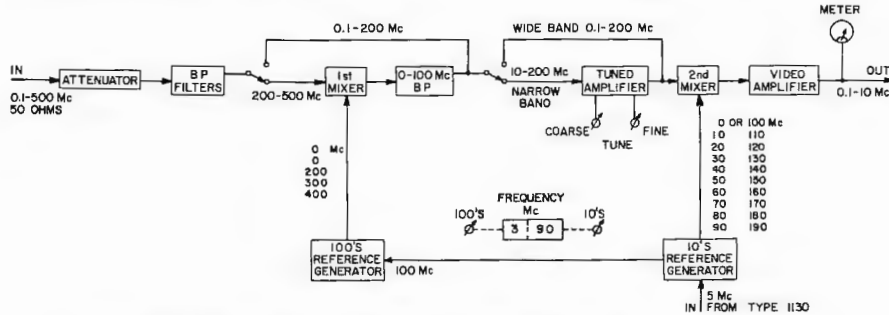 METER
0.1-200 Mc
WIDE BAND 0.1-200 Mc
IN
ATTENUATOR
BP
FILTERS
1st
MIXER
0-100 Mc
BP
10-200 Mc
TUNED
AMPLIFIER
2nd
MIXER
VIDEO
AMPLIFIER
OUT
0.1-500 Mc
50 OHMS
200-500 Mc
NARROW
BAND
0.1-10 Mc
COARSE
FINE
TUNE
0 Mc
0
200
300
400
0 OR 100 Mc
10 110
20 120
30 130
40 140
50 150
60 160
70 170
80 180
90 190
FREQUENCY
Mc
100'S
3 90
10'S
100'S
REFERENCE
GENERATOR
100 Mc
10'S
REFERENCE
GENERATOR
5 Mc
IN FROM TYPE 1130